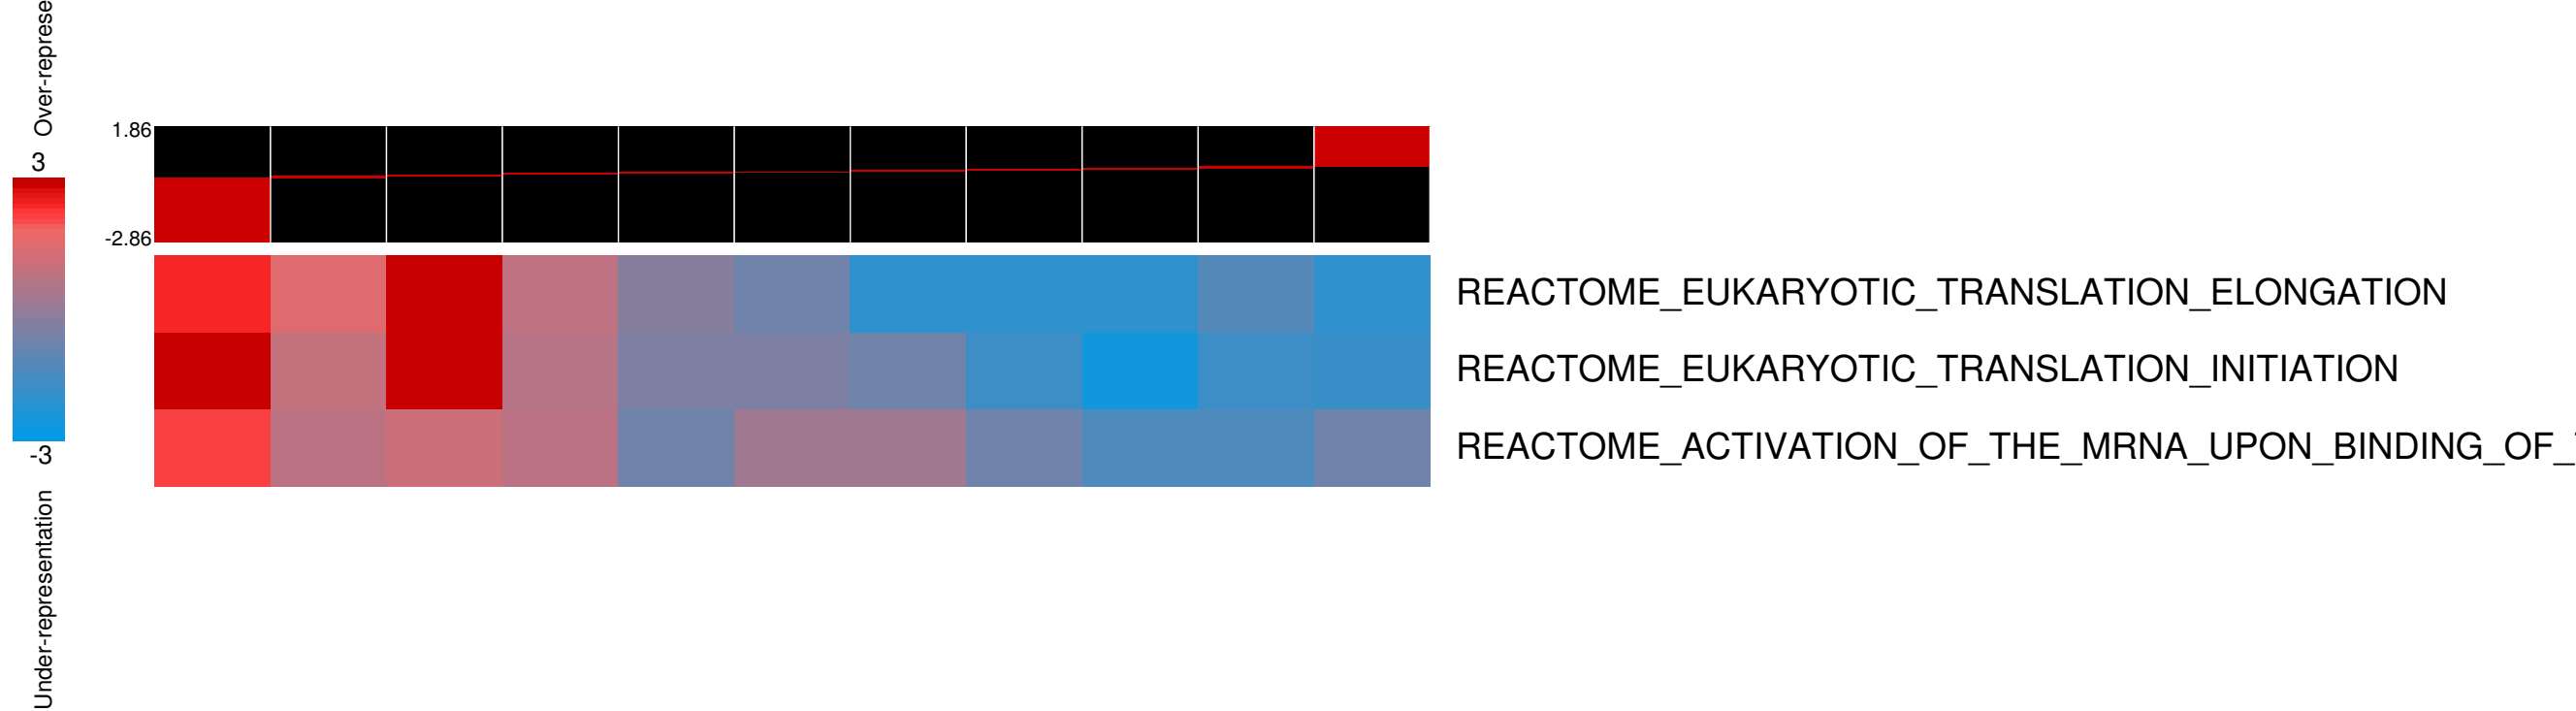 Over-represe
1.86
3
-2.86
REACTOME_EUKARYOTIC_TRANSLATION_ELONGATION
REACTOME_EUKARYOTIC_TRANSLATION_INITIATION
REACTOME_ACTIVATION_OF_THE_MRNA_UPON_BINDING_OF_
-3
Under-representation